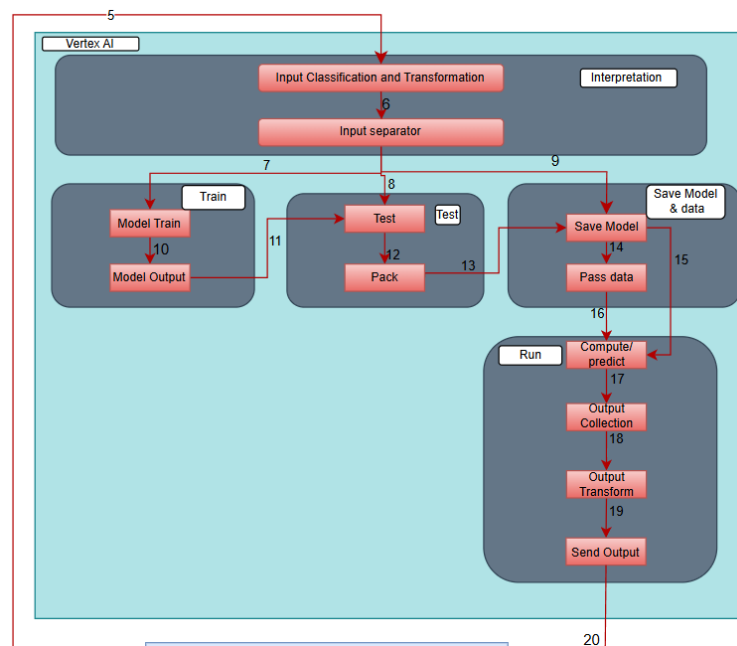 5
Vertex AI
Input Classification and Transformation
Interpretation
6
Input separator
7
8
9
Train
Test
Save Model
& data
Model Train
Test
Save Model
10
11
12
13
14
15
Model Output
Pack
Pass data
16
Run
Compute/
predict
17
Output
Collection
18
Output
Transform
19
Send Output
20